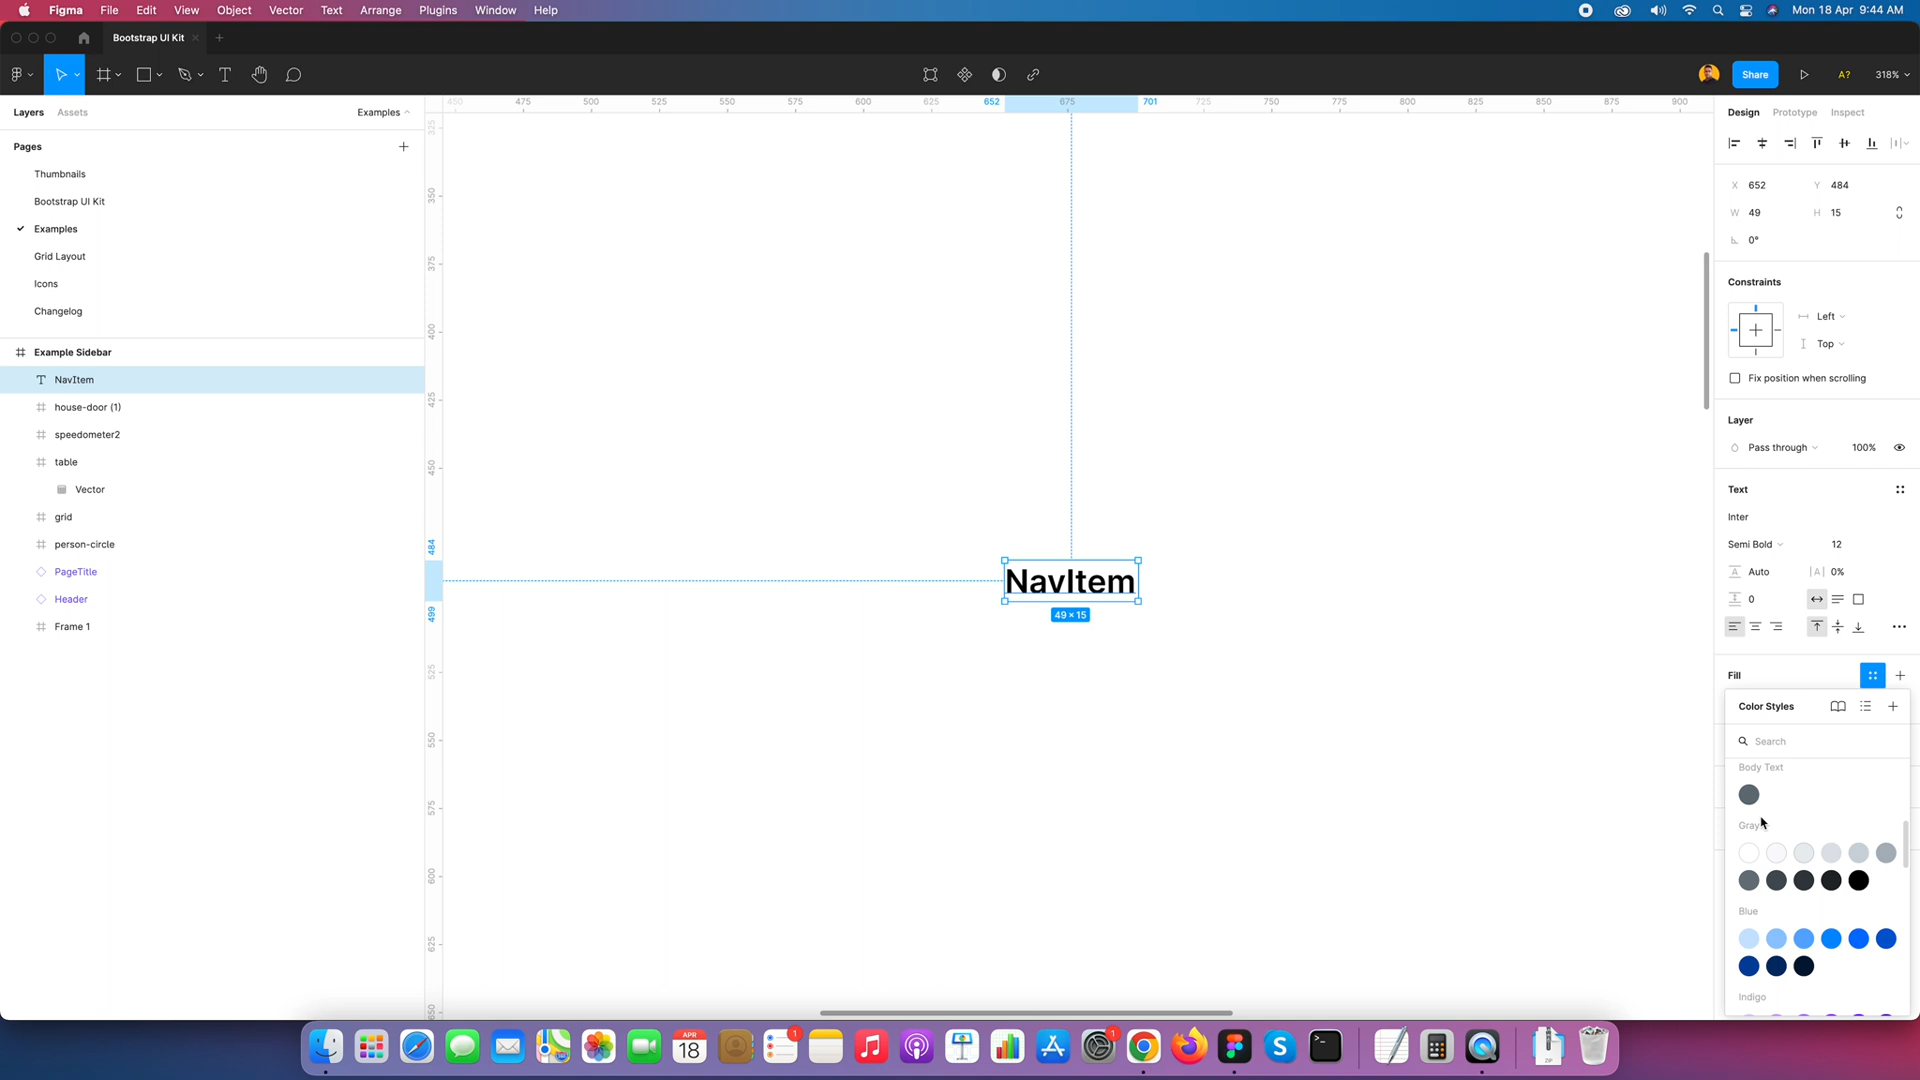 Figma File Edit View Object Vector Text Arrange Plugins Window Help Mon 18 Apr 9:44 AM
Bootstrap UI Kit
Share A? 318%
Layers Assets Examples
450 475 500 525 550 575 600 625 652 675 701 725 750 775 800 825 850 875 900
Design Prototype Inspect
325
Pages
Thumbnails
Bootstrap UI Kit
Examples
Grid Layout
Icons
Changelog
Example Sidebar
NavItem
house-door (1)
speedometer2
table
Vector
grid
person-circle
PageTitle
Header
Frame 1
350
375
400
425
450
484
499
525
550
575
600
625
650
NavItem
49 × 15
X 652 Y 484
W 49 H 15
0°
Constraints
Left
Top
Fix position when scrolling
Layer
Pass through 100%
Text
Inter
Semi Bold 12
A Auto |A| 0%
0
Fill
Color Styles
Search
Body Text
Gray
Blue
Indigo
APR
18
1
1
ZIP